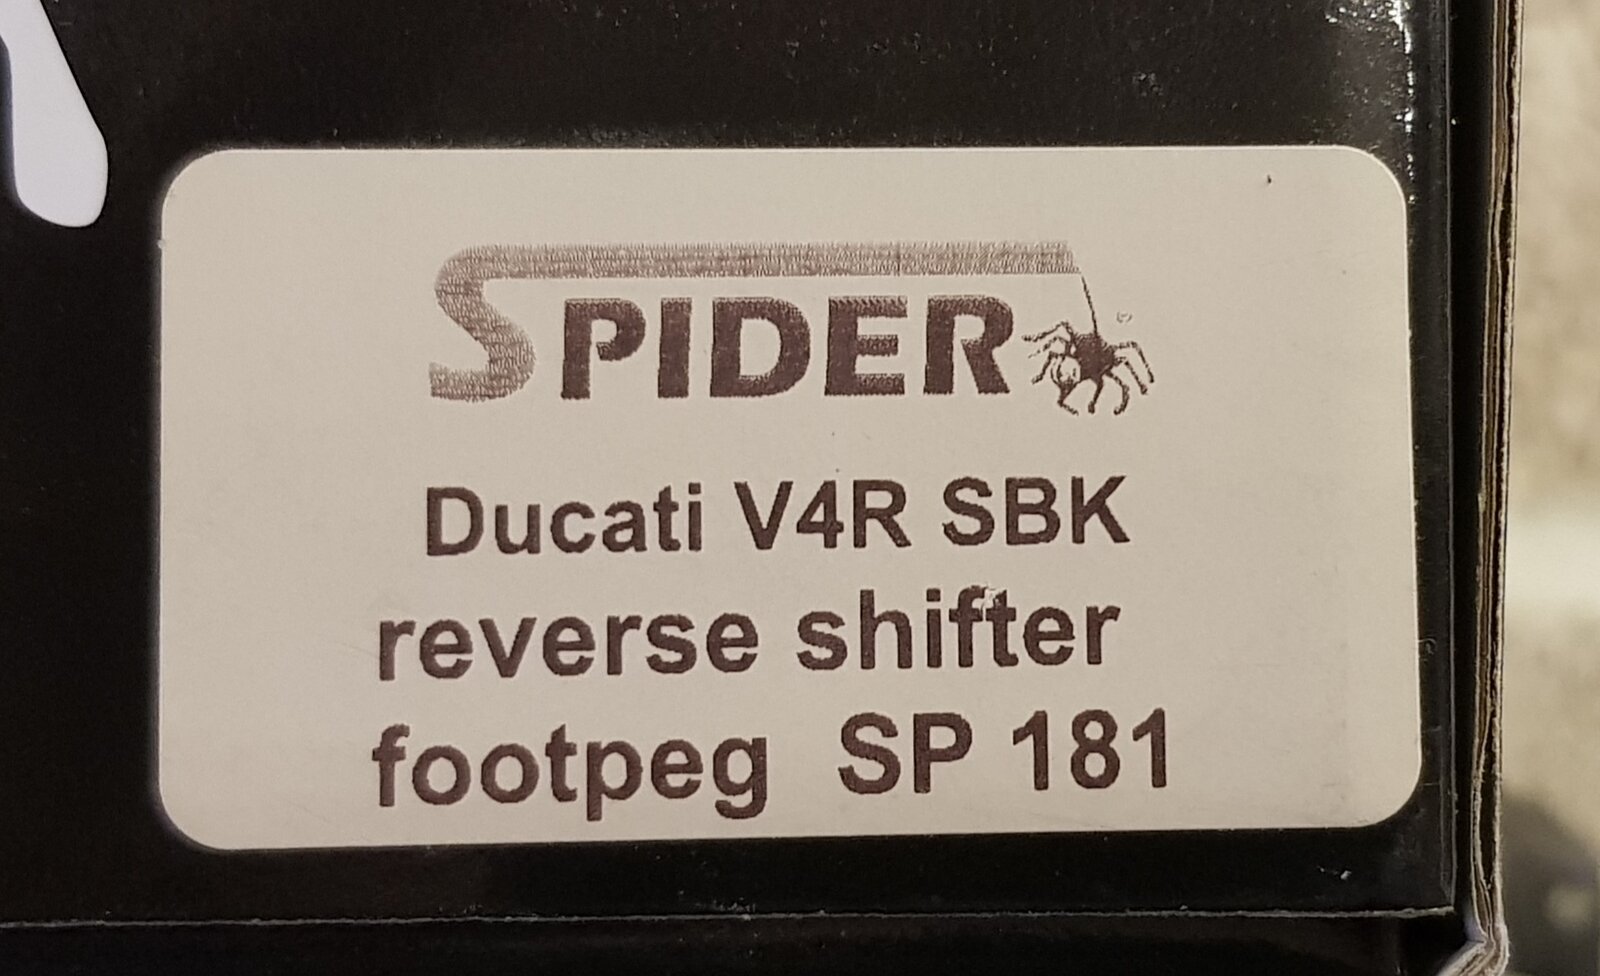 SPIDER
Ducati V4R SBK
reverse shifter
footpeg SP 181